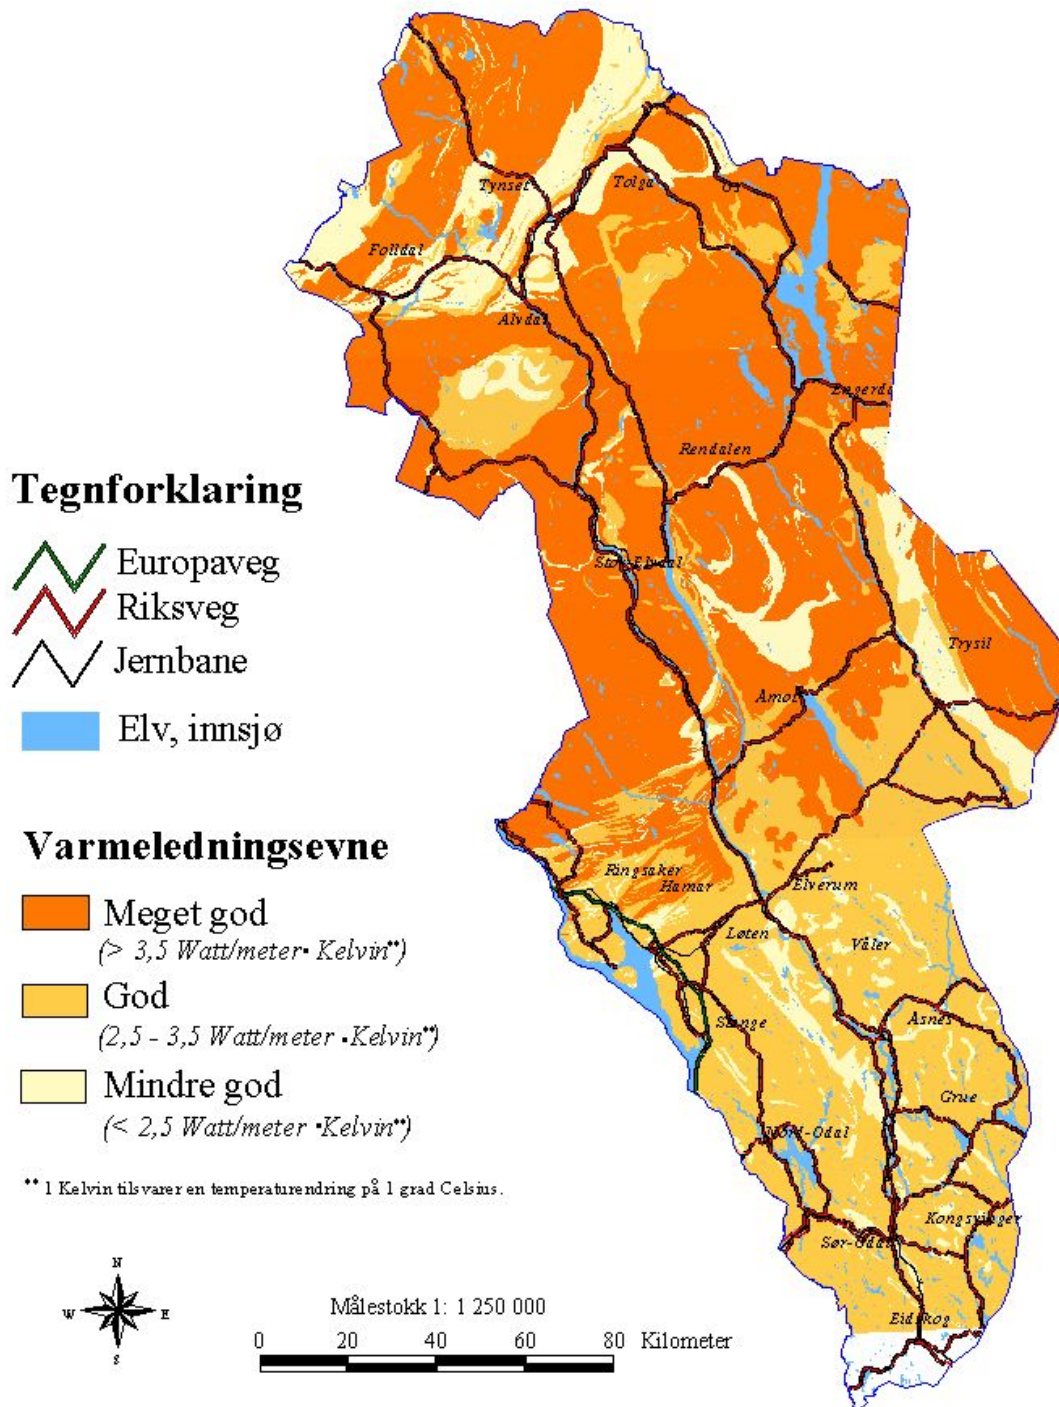 Tynset
Tolga
Os
Folldal
Alvdal
Engerda
Rendalen
Tegnforklaring
Europaveg
Stor-Elvdal
Riksveg
Jernbane
Trysil
Åmot
Elv, innsjø
Varmeledningsevne
Ringsaker
Hamar
Elverum
Meget god
(> 3,5 Watt/meter• Kelvin**)
Løten
Våler
God
(2,5 - 3,5 Watt/meter •Kelvin**)
Stange
Åsnes
Mindre god
(< 2,5 Watt/meter •Kelvin**)
Grue
Nord-Odal
** 1 Kelvin tilsvarer en temperaturendring på 1 grad Celsius.
Kongsvinger
Sør-Odal
N
W E
S
Målestokk 1: 1 250 000
Eidskog
0 20 40 60 80 Kilometer